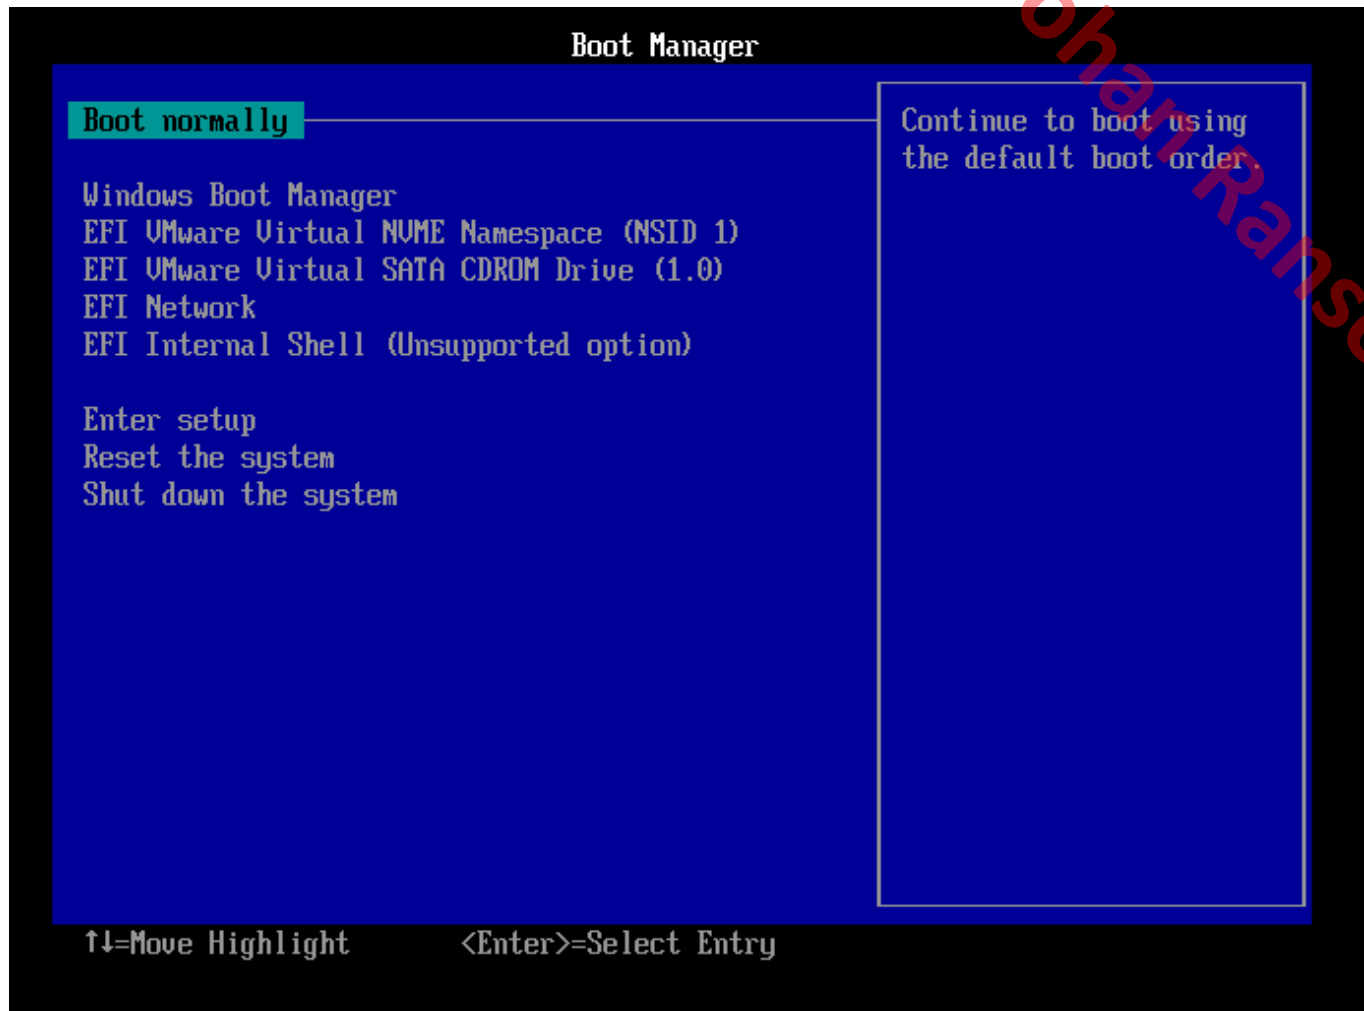 Boot Manager
Boot normally
Windows Boot Manager
EFI VMware Virtual NVME Namespace (NSID 1)
EFI VMware Virtual SATA CDROM Drive (1.0)
EFI Network
EFI Internal Shell (Unsupported option)
Enter setup
Reset the system
Shut down the system
Continue to boot using
the default boot order.
↑↓=Move Highlight <Enter>=Select Entry